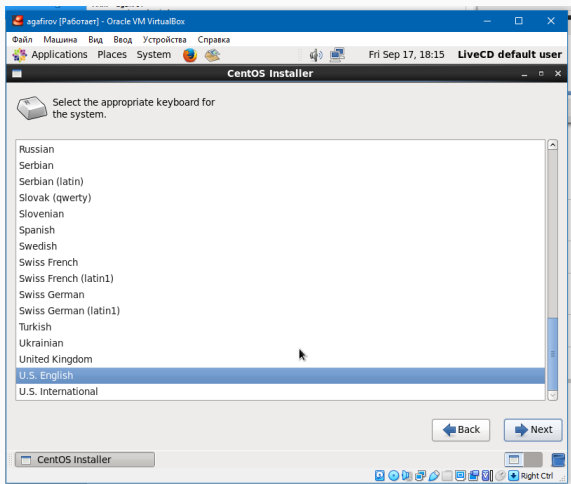 agafirov [Работает] - Oracle VM VirtualBox
Файл Машина Вид Ввод Устройства Справка
Applications Places System Fri Sep 17, 18:15 LiveCD default user
CentOS Installer
Select the appropriate keyboard for
the system.
Russian
Serbian
Serbian (latin)
Slovak (qwerty)
Slovenian
Spanish
Swedish
Swiss French
Swiss French (latin1)
Swiss German
Swiss German (latin1)
Turkish
Ukrainian
United Kingdom
U.S. English
U.S. International
Back Next
CentOS Installer
Right Ctrl